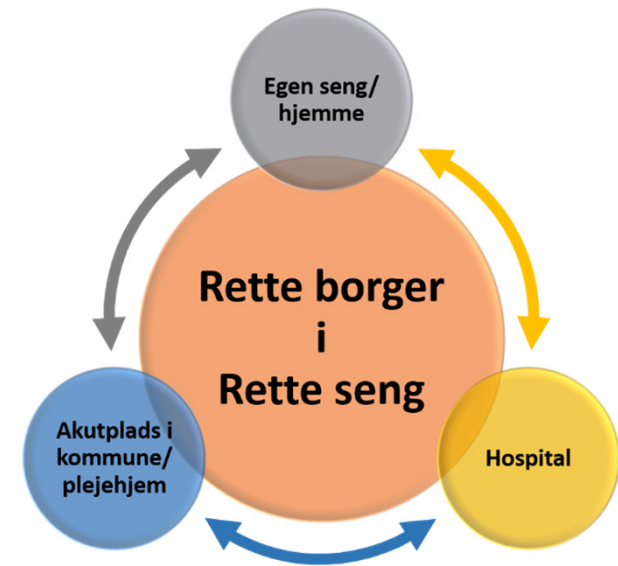 Egen seng/
hjemme
Rette borger
i
Rette seng
Akutplads i
kommune/
plejehjem
Hospital